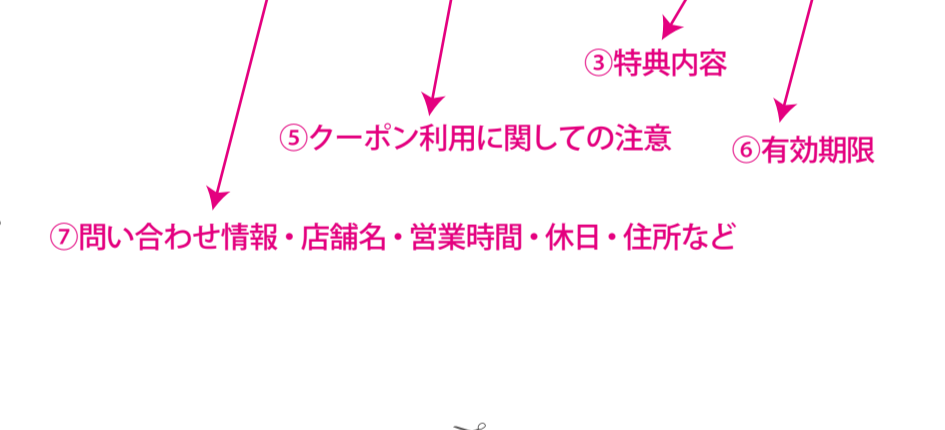 ③特典内容
⑤クーポン利用に関しての注意
⑥有効期限
⑦問い合わせ情報・店舗名・営業時間・休日・住所など